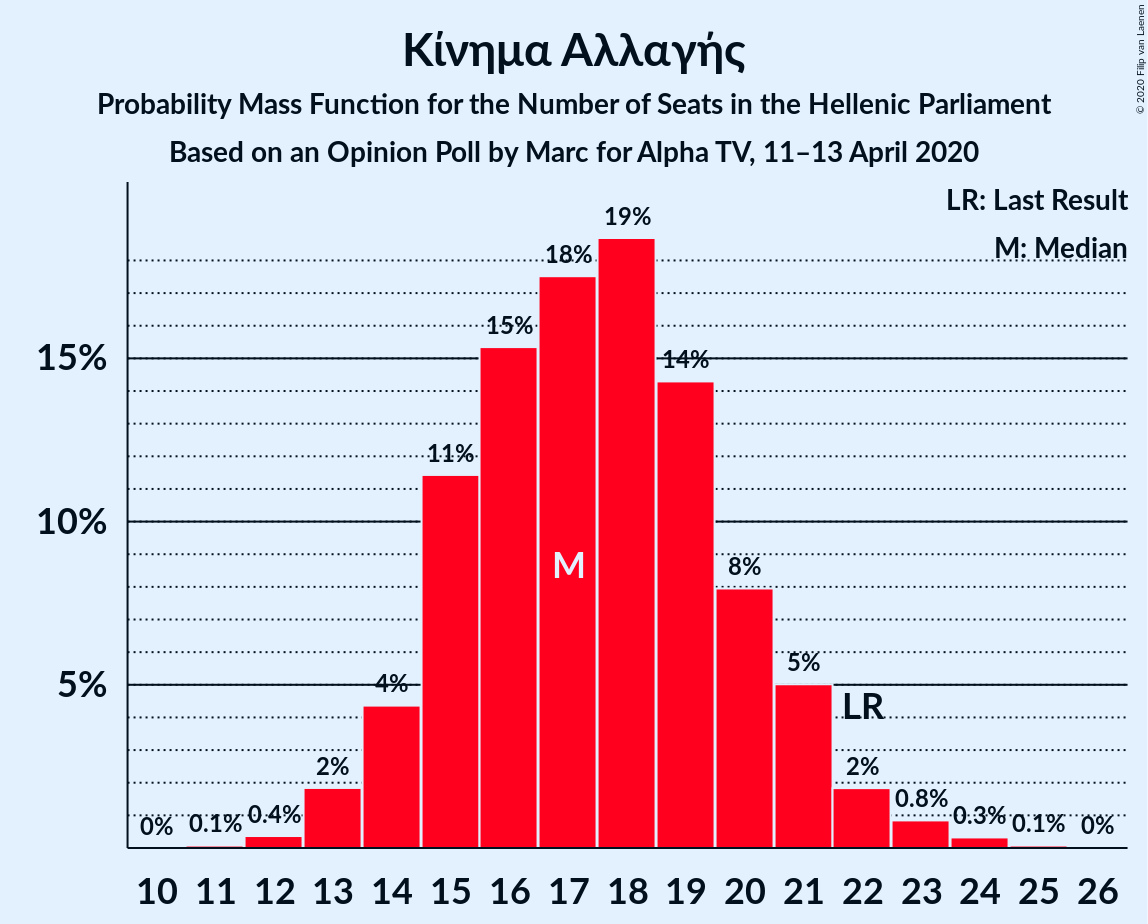 Κίνημα Αλλαγής
Probability Mass Function for the Number of Seats in the Hellenic Parliament
Based on an Opinion Poll by Marc for Alpha TV, 11–13 April 2020
© 2020 Filip van Laenen
LR: Last Result
M: Median
15%
10%
5%
0%
0.1%
0.4%
2%
4%
11%
15%
18%
19%
14%
8%
5%
2%
0.8%
0.3%
0.1%
0%
M
LR
10 11 12 13 14 15 16 17 18 19 20 21 22 23 24 25 26